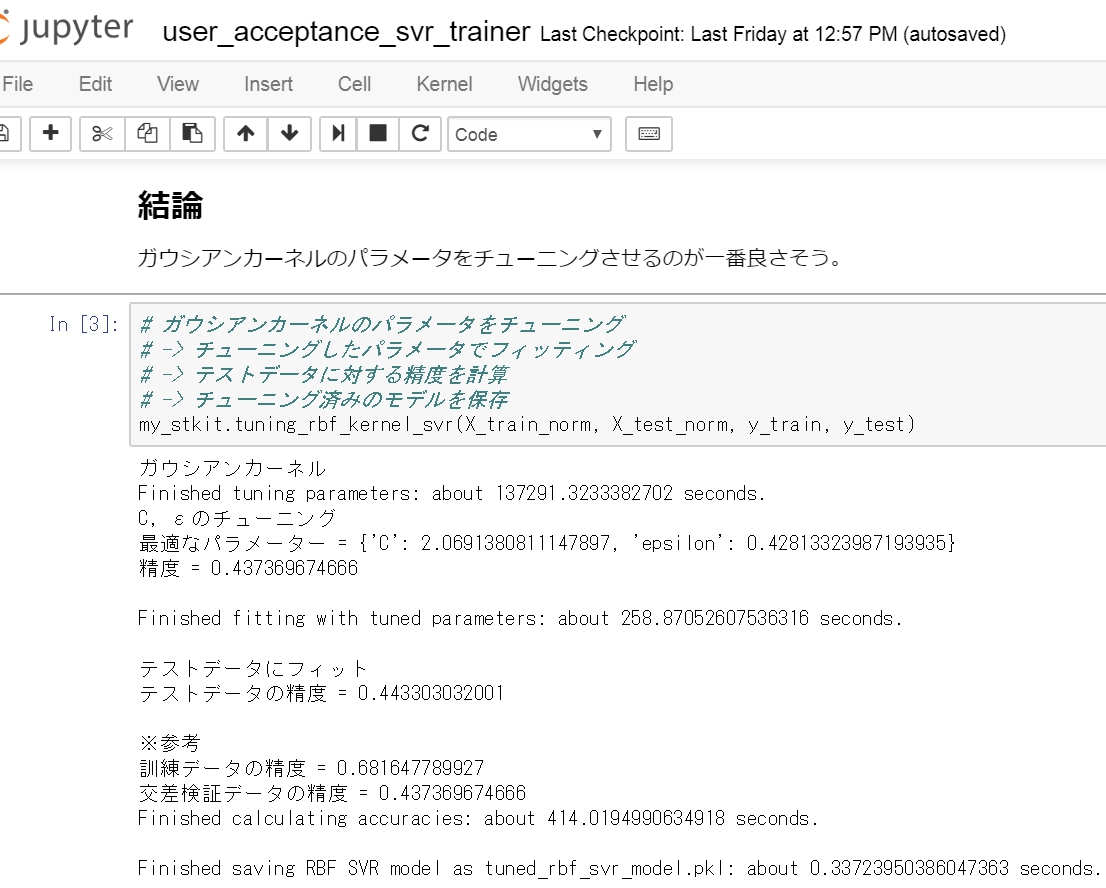 jupyter user_acceptance_svr_trainer Last Checkpoint: Last Friday at 12:57 PM (autosaved)
File Edit View Insert Cell Kernel Widgets Help
Code
結論
ガウシアンカーネルのパラメータをチューニングさせるのが一番良さそう。
In [3]: # ガウシアンカーネルのパラメータをチューニング
# -> チューニングしたパラメータでフィッティング
# -> テストデータに対する精度を計算
# -> チューニング済みのモデルを保存
my_stkit.tuning_rbf_kernel_svr(X_train_norm, X_test_norm, y_train, y_test)
ガウシアンカーネル
Finished tuning parameters: about 137291.3233382702 seconds.
C, εのチューニング
最適なパラメーター = {'C': 2.0691380811147897, 'epsilon': 0.42813323987193935}
精度 = 0.437369674666
Finished fitting with tuned parameters: about 258.87052607536316 seconds.
テストデータにフィット
テストデータの精度 = 0.443303032001
※参考
訓練データの精度 = 0.681647789927
交差検証データの精度 = 0.437369674666
Finished calculating accuracies: about 414.0194990634918 seconds.
Finished saving RBF SVR model as tuned_rbf_svr_model.pkl: about 0.33723950386047363 seconds.